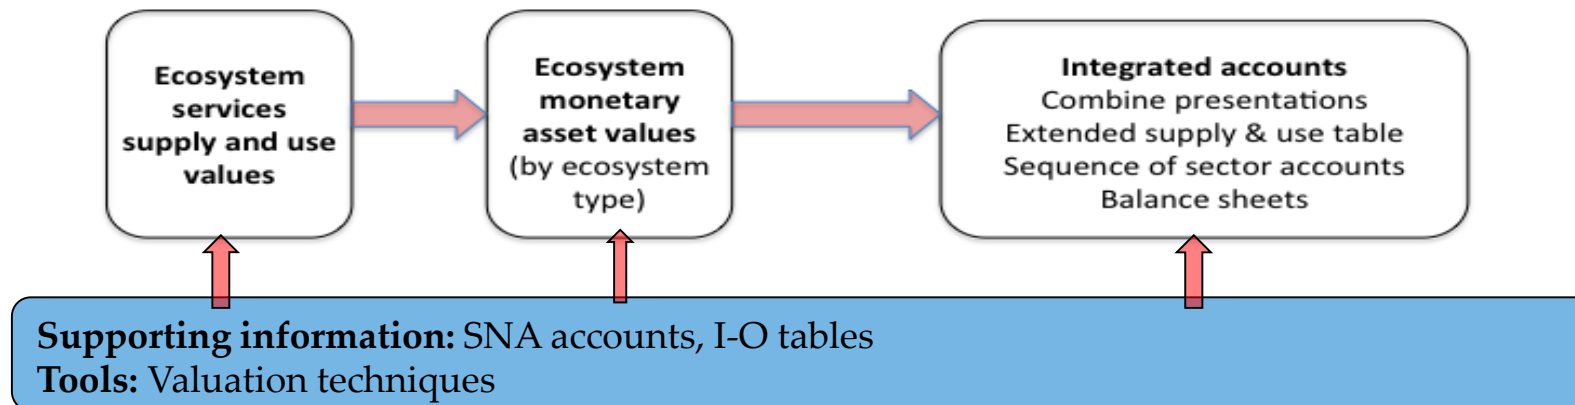 Ecosystem
services
supply and use
values
Ecosystem
monetary
asset values
(by ecosystem
type)
Integrated accounts
Combine presentations
Extended supply & use table
Sequence of sector accounts
Balance sheets
Supporting information: SNA accounts, I-O tables
Tools: Valuation techniques